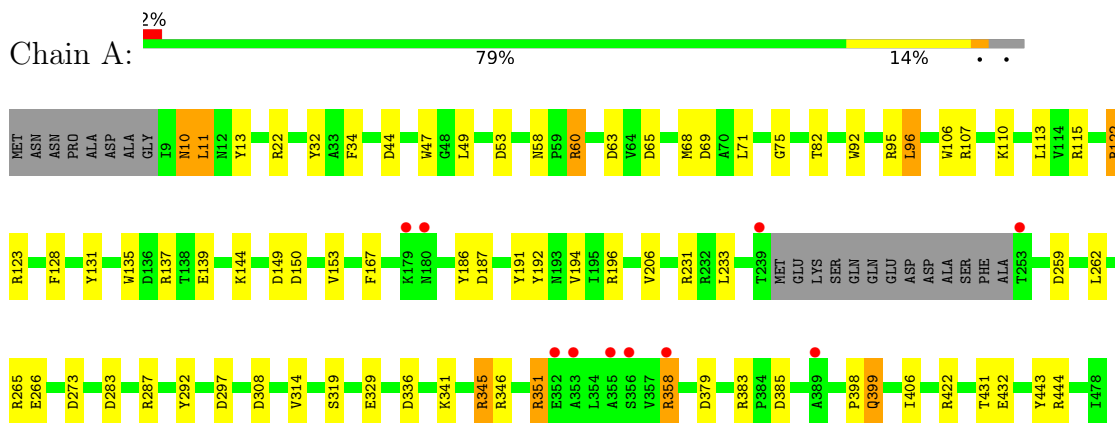 2%
Chain A:
79% 14% • •
MET ASN ASN PRO ALA ASP ALA GLY I9 N10 L11 N12 Y13 R22 Y32 A33 F34 D44 W47 G48 L49 D53 N58 P59 R60 D63 V64 D65 M68 D69 A70 L71 G75 T82 W92 R95 L96 W106 R107 K110 L113 V114 R115 R122
R123 F128 Y131 W135 D136 R137 T138 E139 K144 D149 D150 V153 F167 K179 N180 Y186 D187 Y191 Y192 N193 V194 I195 R196 V206 R231 R232 L233 T239 MET GLU LYS SER GLN GLN GLU ASP ASP ALA SER PHE ALA T253 D259 L262
R265 E266 D273 D283 R287 Y292 D297 D308 V314 S319 E329 D336 K341 R345 R346 R351 E352 A353 L354 A355 S356 V357 R358 D379 R383 P384 D385 A389 P398 Q399 I406 R422 T431 E432 Y443 R444 I478